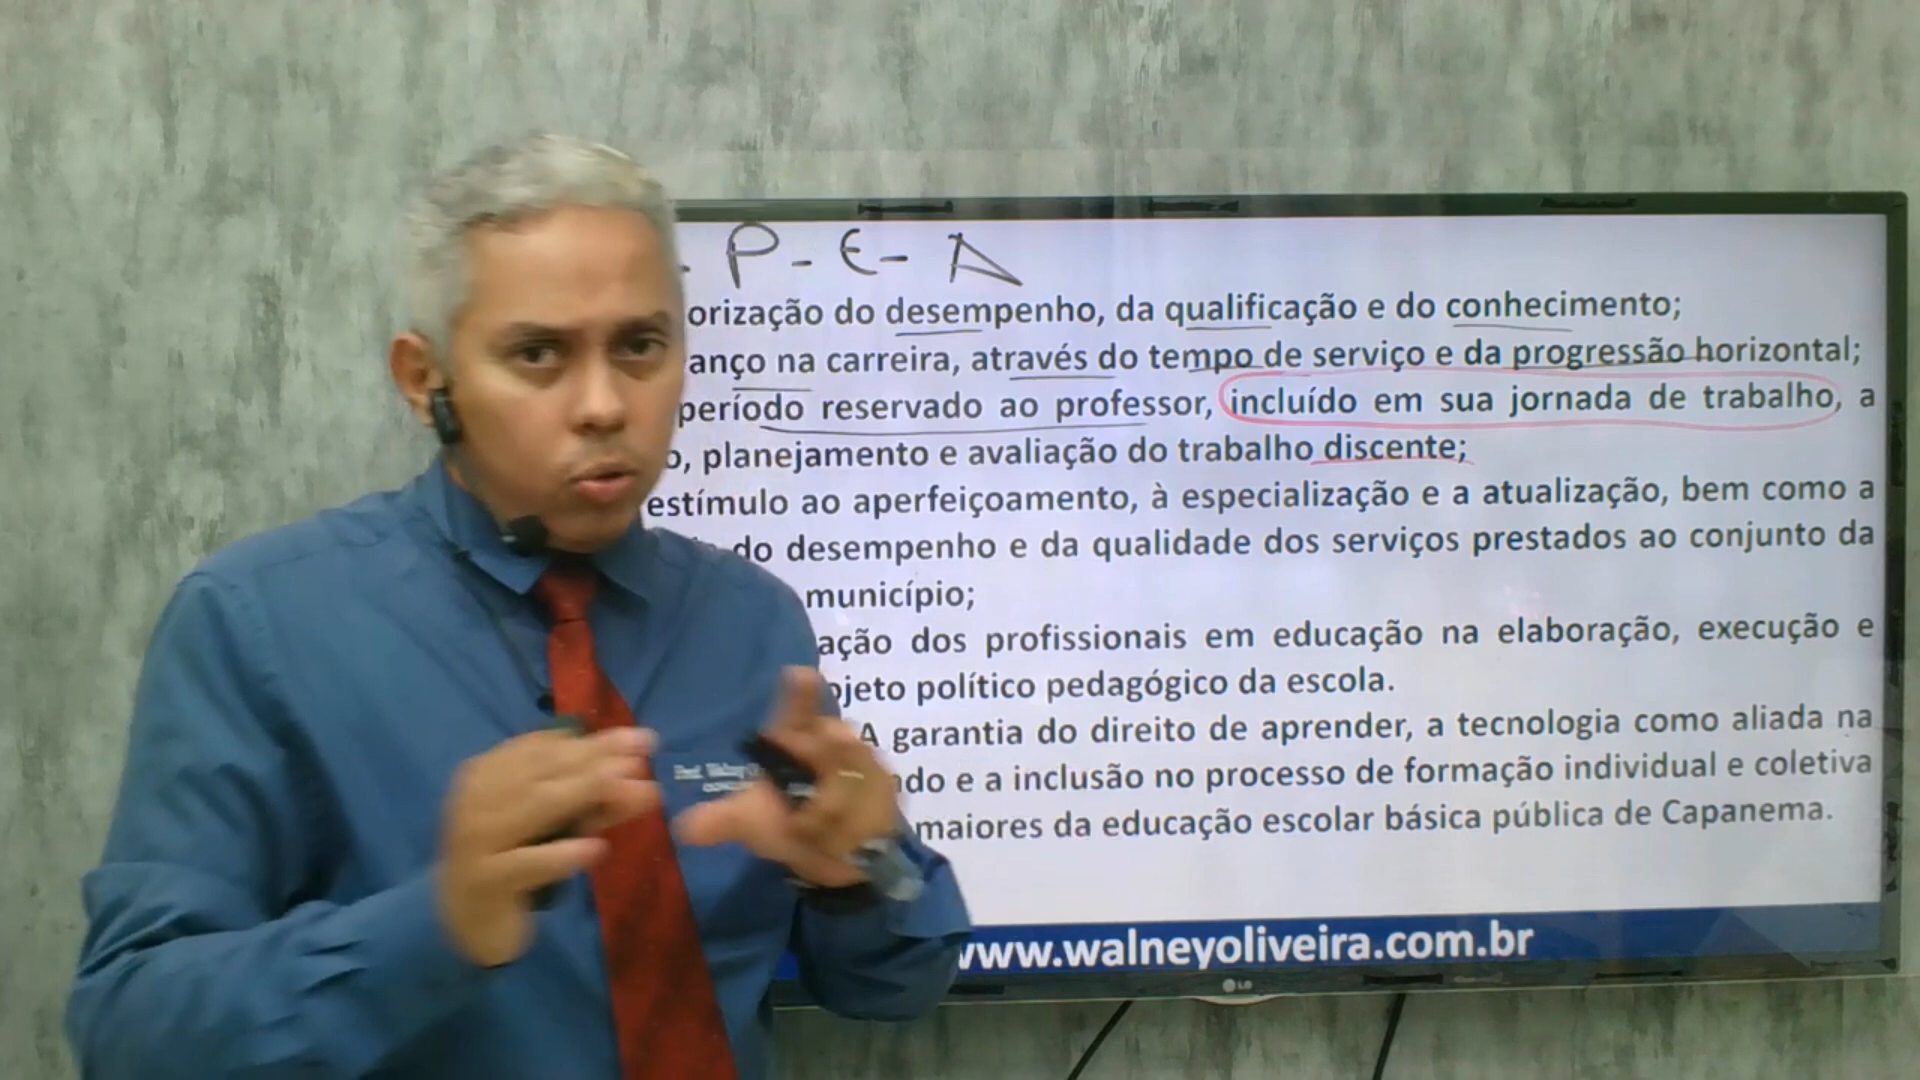 P - E - A
orização do desempenho, da qualificação e do conhecimento;
anço na carreira, através do tempo de serviço e da progressão horizontal;
período reservado ao professor, incluído em sua jornada de trabalho, a
o, planejamento e avaliação do trabalho discente;
estímulo ao aperfeiçoamento, à especialização e a atualização, bem como a
do desempenho e da qualidade dos serviços prestados ao conjunto da
município;
ação dos profissionais em educação na elaboração, execução e
ojeto político pedagógico da escola.
A garantia do direito de aprender, a tecnologia como aliada na
ado e a inclusão no processo de formação individual e coletiva
maiores da educação escolar básica pública de Capanema.
www.walneyoliveira.com.br
LG
Prof.